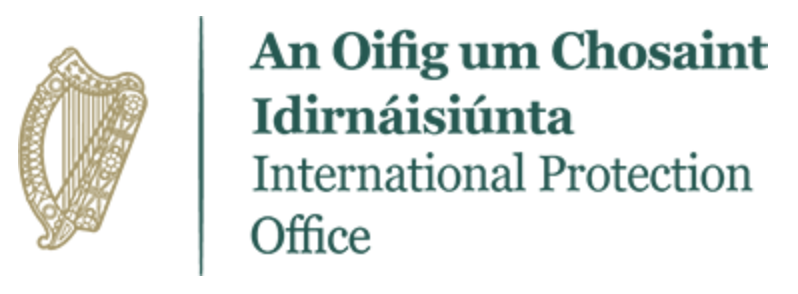 An Oifig um Chosaint
Idirnáisiúnta
International Protection
Office